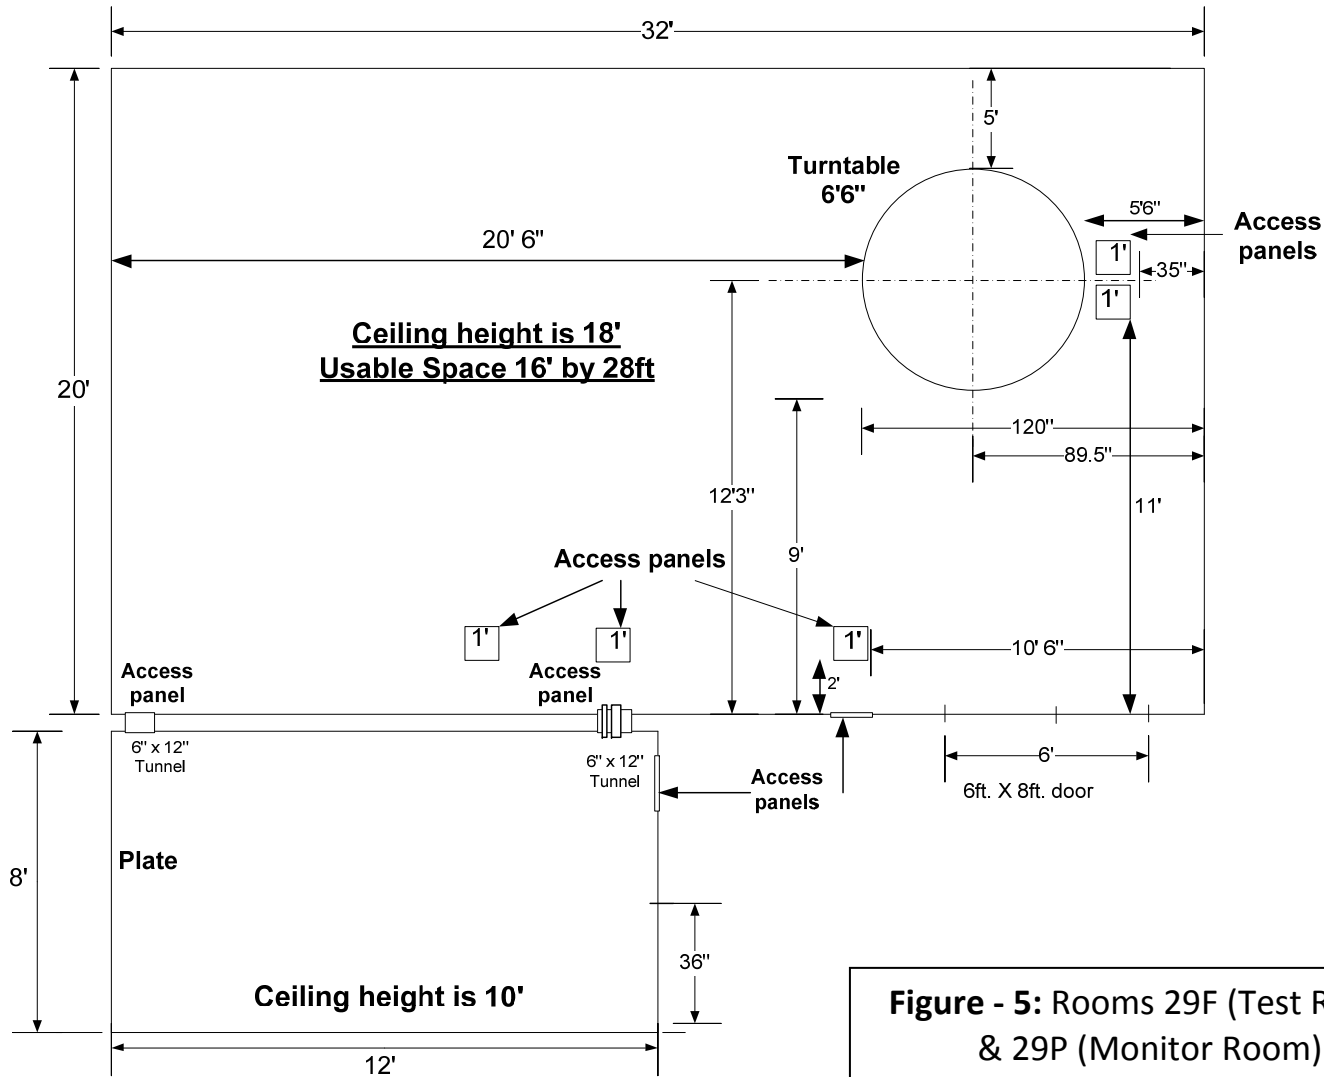 32'
5'
Turntable
6'6"
5'6"
Access
panels
20' 6"
1'
35"
1'
Ceiling height is 18'
Usable Space 16' by 28ft
20'
120"
89.5"
12'3"
11'
9'
Access panels
1'
1'
1'
10' 6"
2'
Access
panel
Access
panel
6" x 12"
Tunnel
6" x 12"
Tunnel
6'
6ft. X 8ft. door
Access
panels
Plate
8'
36"
Ceiling height is 10'
12'
Figure - 5: Rooms 29F (Test R
& 29P (Monitor Room)